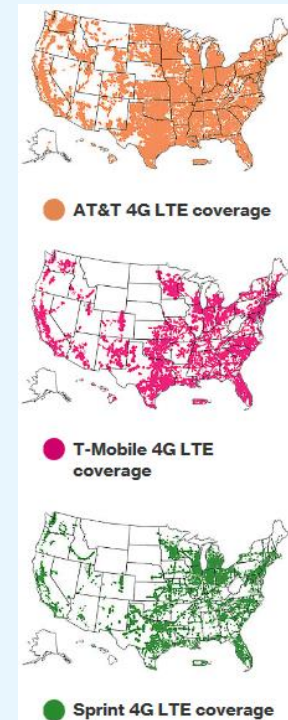 AT&T 4G LTE coverage
T-Mobile 4G LTE
coverage
Sprint 4G LTE coverage